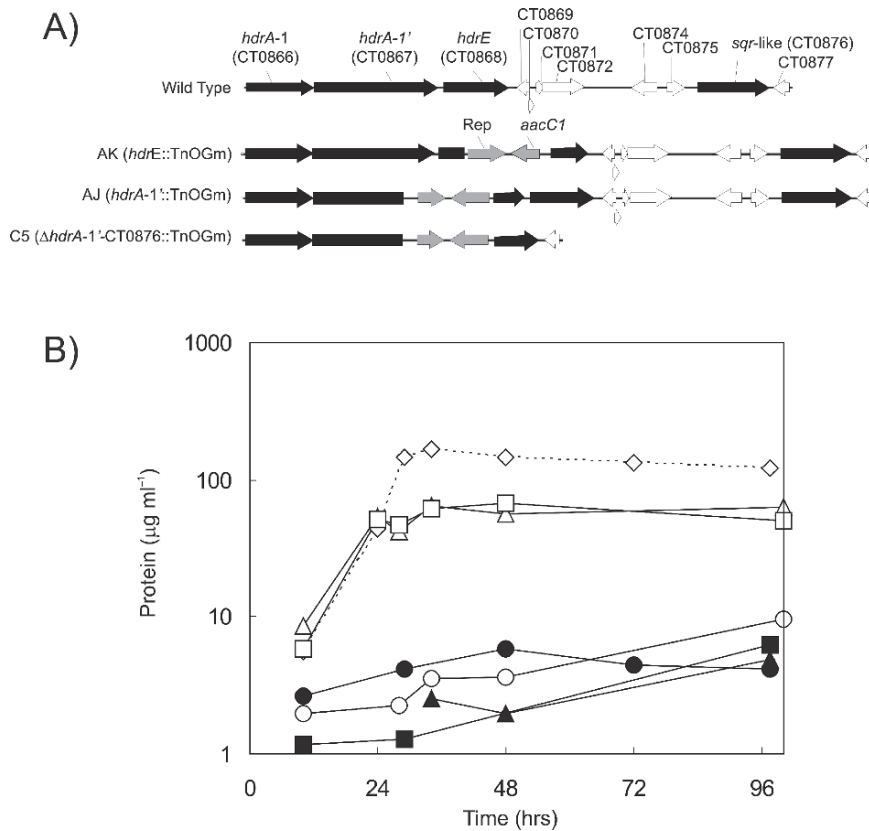 A)
hdrA-1
(CT0866)
hdrA-1'
(CT0867)
hdrE
(CT0868)
CT0869
CT0870
CT0871
CT0872
CT0874
CT0875
sqr-like (CT0876)
CT0877
Wild Type
Rep
aacC1
AK (hdrE::TnOGm)
AJ (hdrA-1'::TnOGm)
C5 (ΔhdrA-1'-CT0876::TnOGm)
B)
Protein (µg ml⁻¹)
1000
100
10
1
0 24 48 72 96
Time (hrs)